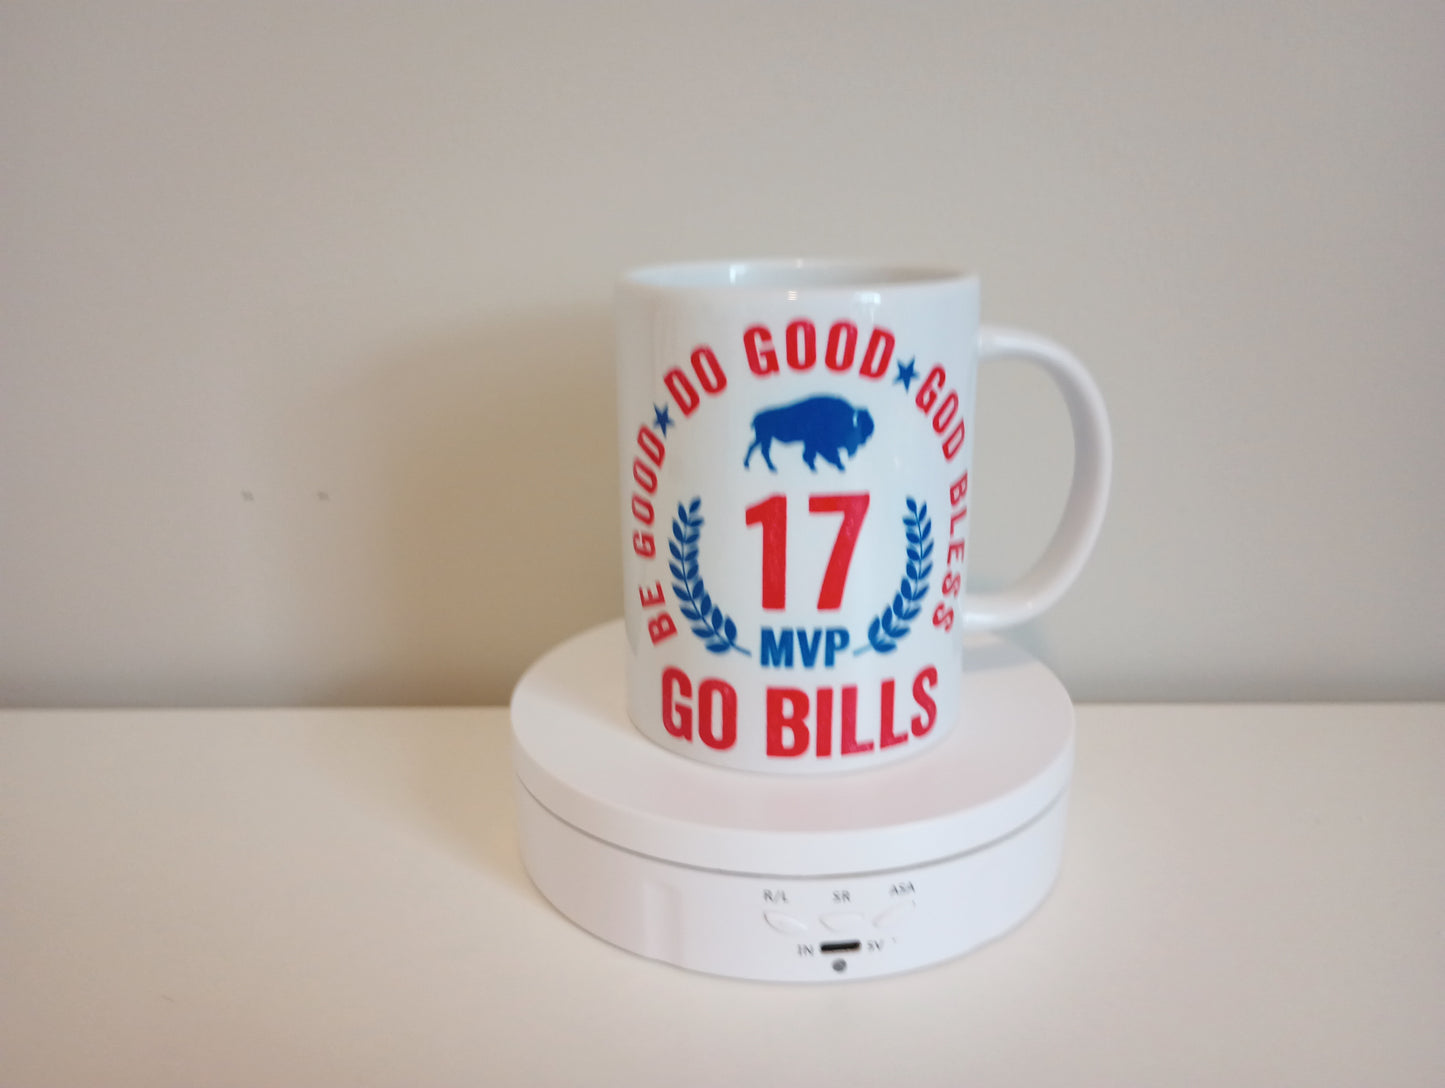 BE GOOD ★ DO GOOD ★ GOD BLESS
17
MVP
GO BILLS
R/L SR ASA
IN 5V